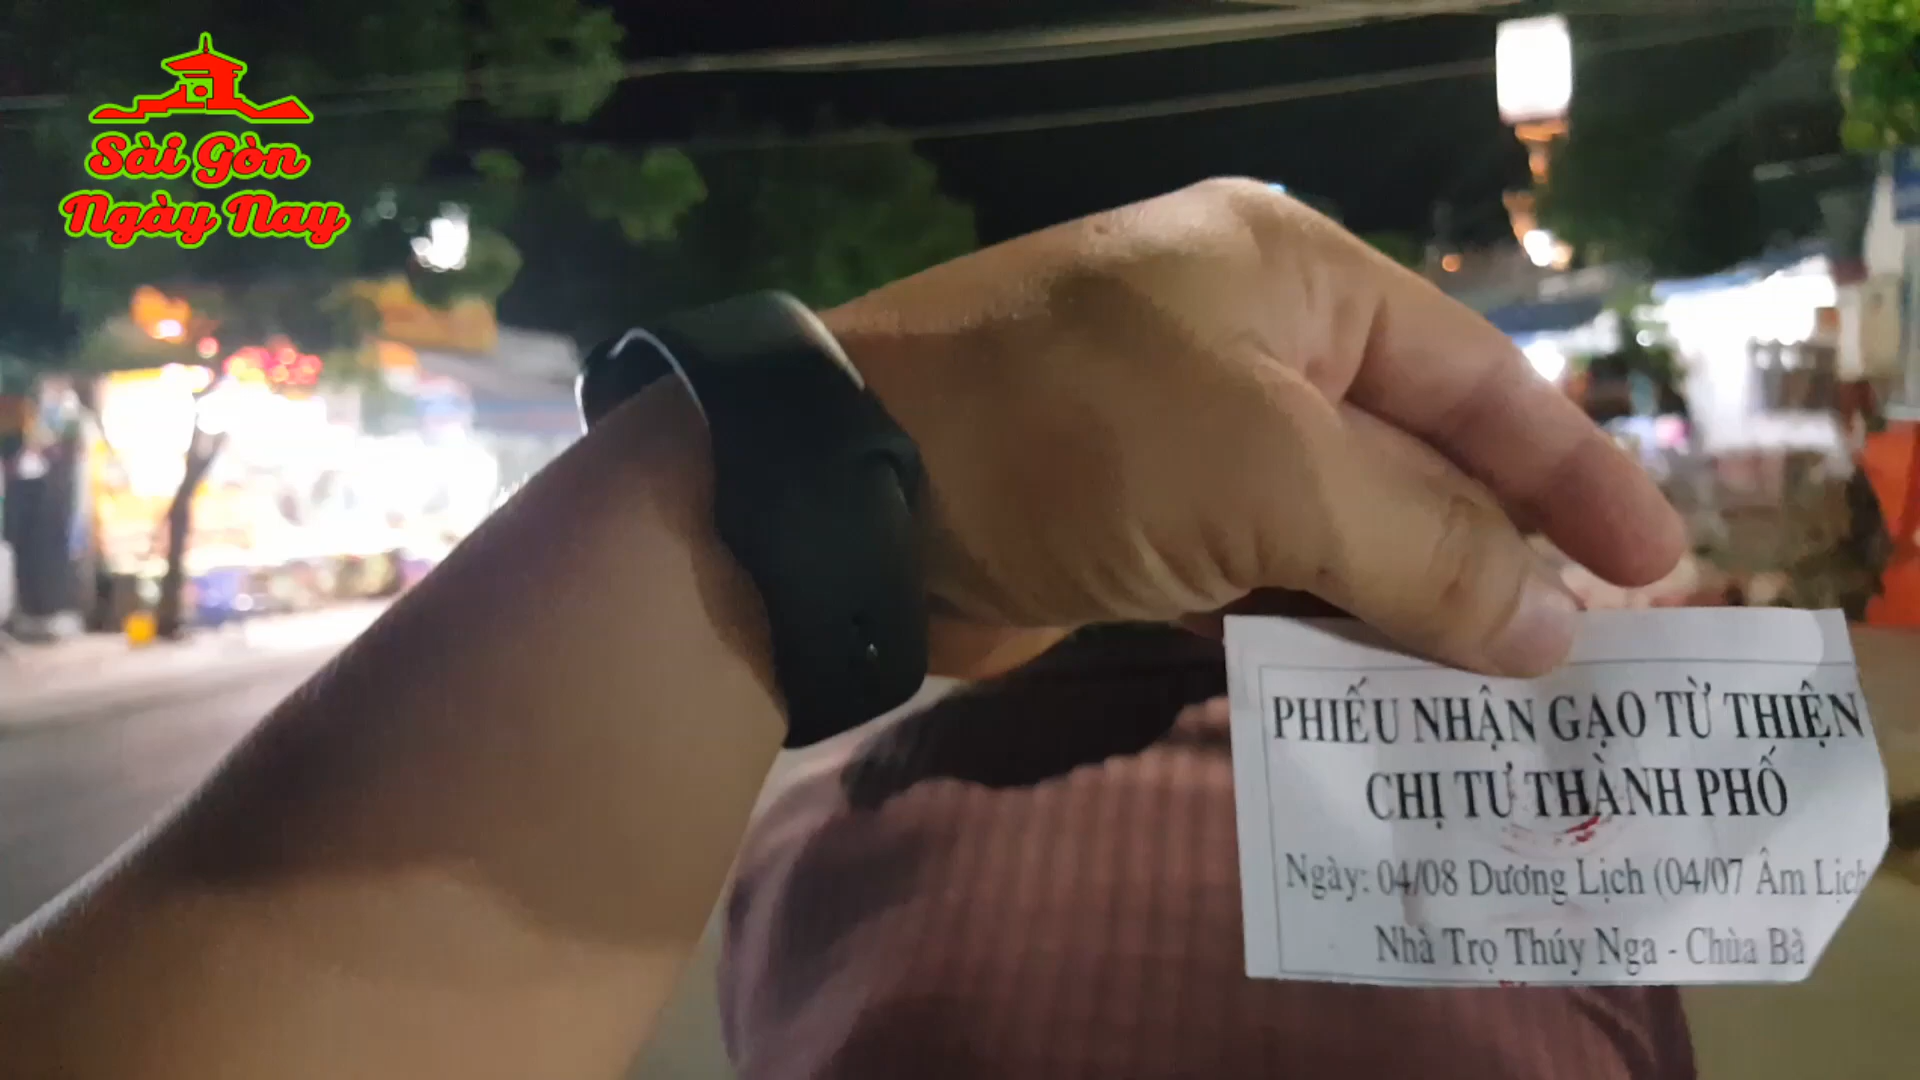 Sài Gòn
Ngày Nay
PHIẾU NHẬN GẠO TỪ THIỆN
CHỊ TƯ THÀNH PHỐ
Ngày: 04/08 Dương Lịch (04/07 Âm Lịch
Nhà Trọ Thúy Nga - Chùa Bà